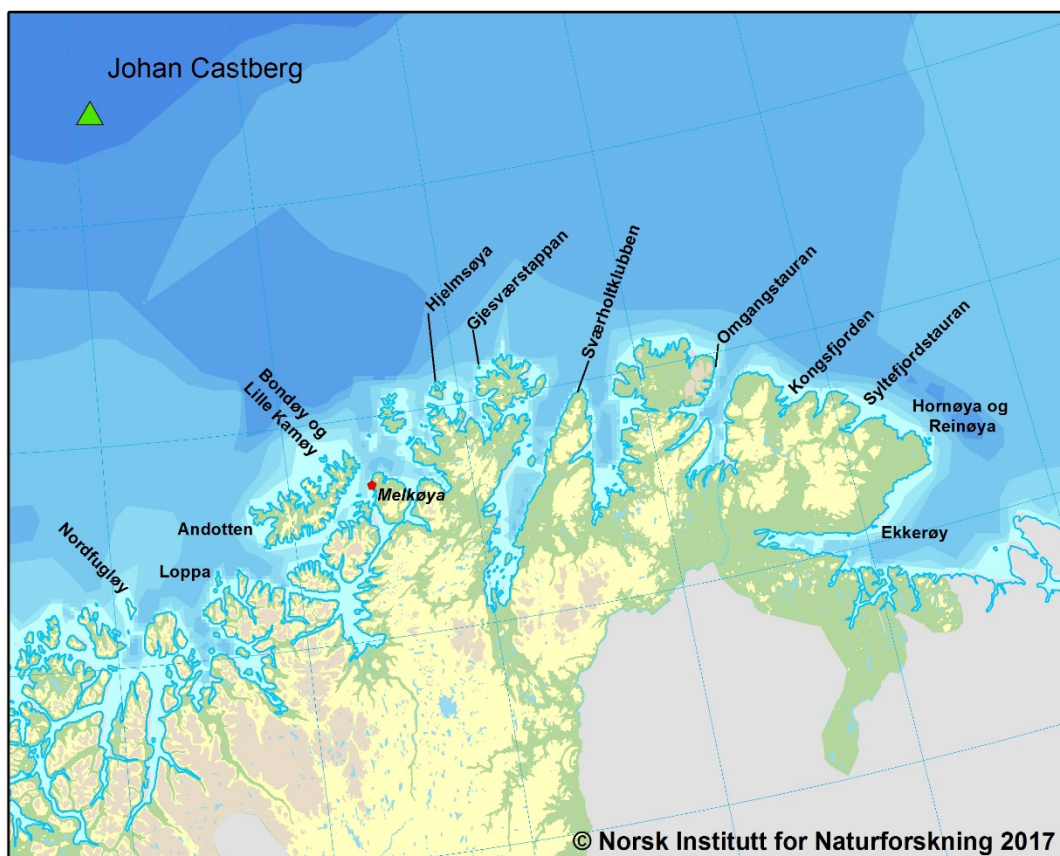 Johan Castberg
Hjelmsøya
Gjesværstappan
Sværholtklubben
Omgangstauran
Kongsfjorden
Syltefjordstauran
Hornøya og
Reinøya
Bondøy og
Lille Kamøy
Melkøya
Andotten
Ekkerøy
Nordfugløy
Loppa
© Norsk Institutt for Naturforskning 2017